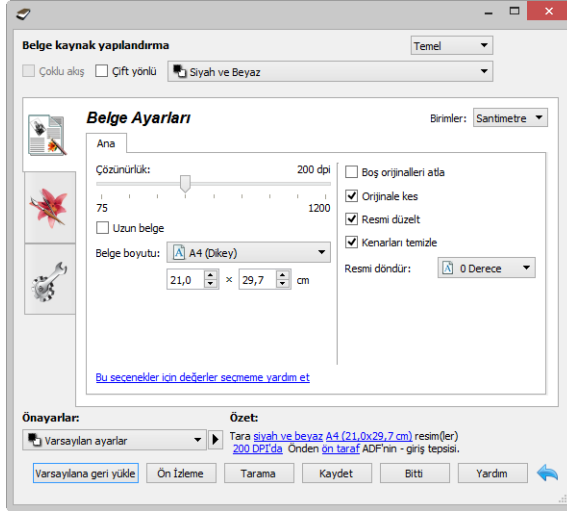 Belge kaynak yapılandırma
Temel
Çoklu akış Çift yönlü Siyah ve Beyaz
Belge Ayarları
Birimler: Santimetre
Ana
Çözünürlük: 200 dpi
75 1200
Uzun belge
Belge boyutu: A4 (Dikey)
21,0 × 29,7 cm
Boş orijinalleri atla
Orijinale kes
Resmi düzelt
Kenarları temizle
Resmi döndür: 0 Derece
Bu seçenekler için değerler seçmeme yardım et
Önayarlar:
Varsayılan ayarlar
Özet:
Tara siyah ve beyaz A4 (21,0x29,7 cm) resim(ler)
200 DPI'da Önden ön taraf ADF'nin - giriş tepsisi.
Varsayılana geri yükle Ön İzleme Tarama Kaydet Bitti Yardım